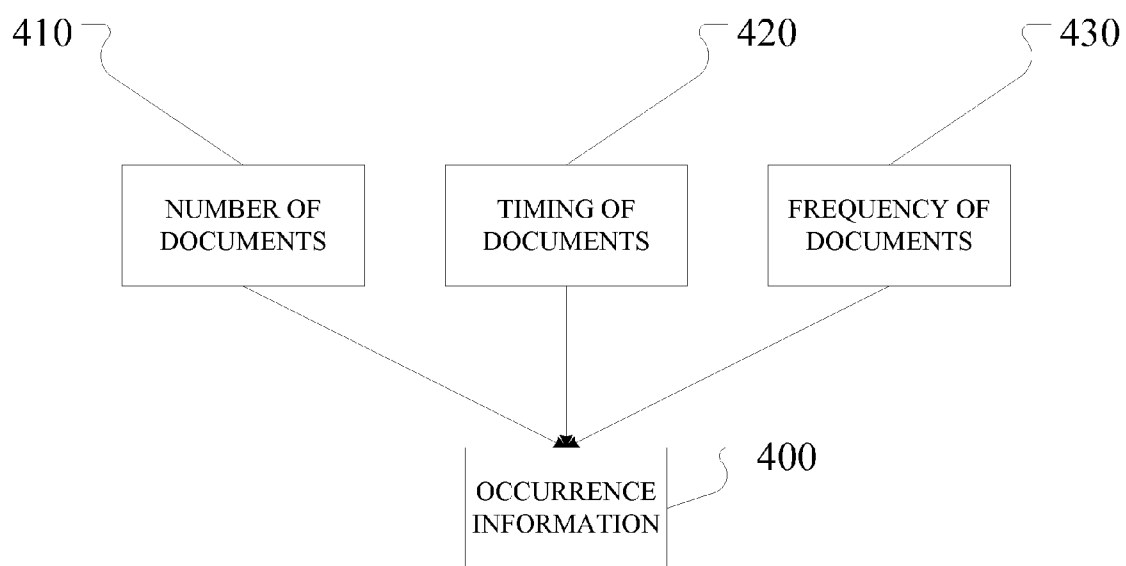 410
420
430
NUMBER OF
DOCUMENTS
TIMING OF
DOCUMENTS
FREQUENCY OF
DOCUMENTS
400
OCCURRENCE
INFORMATION